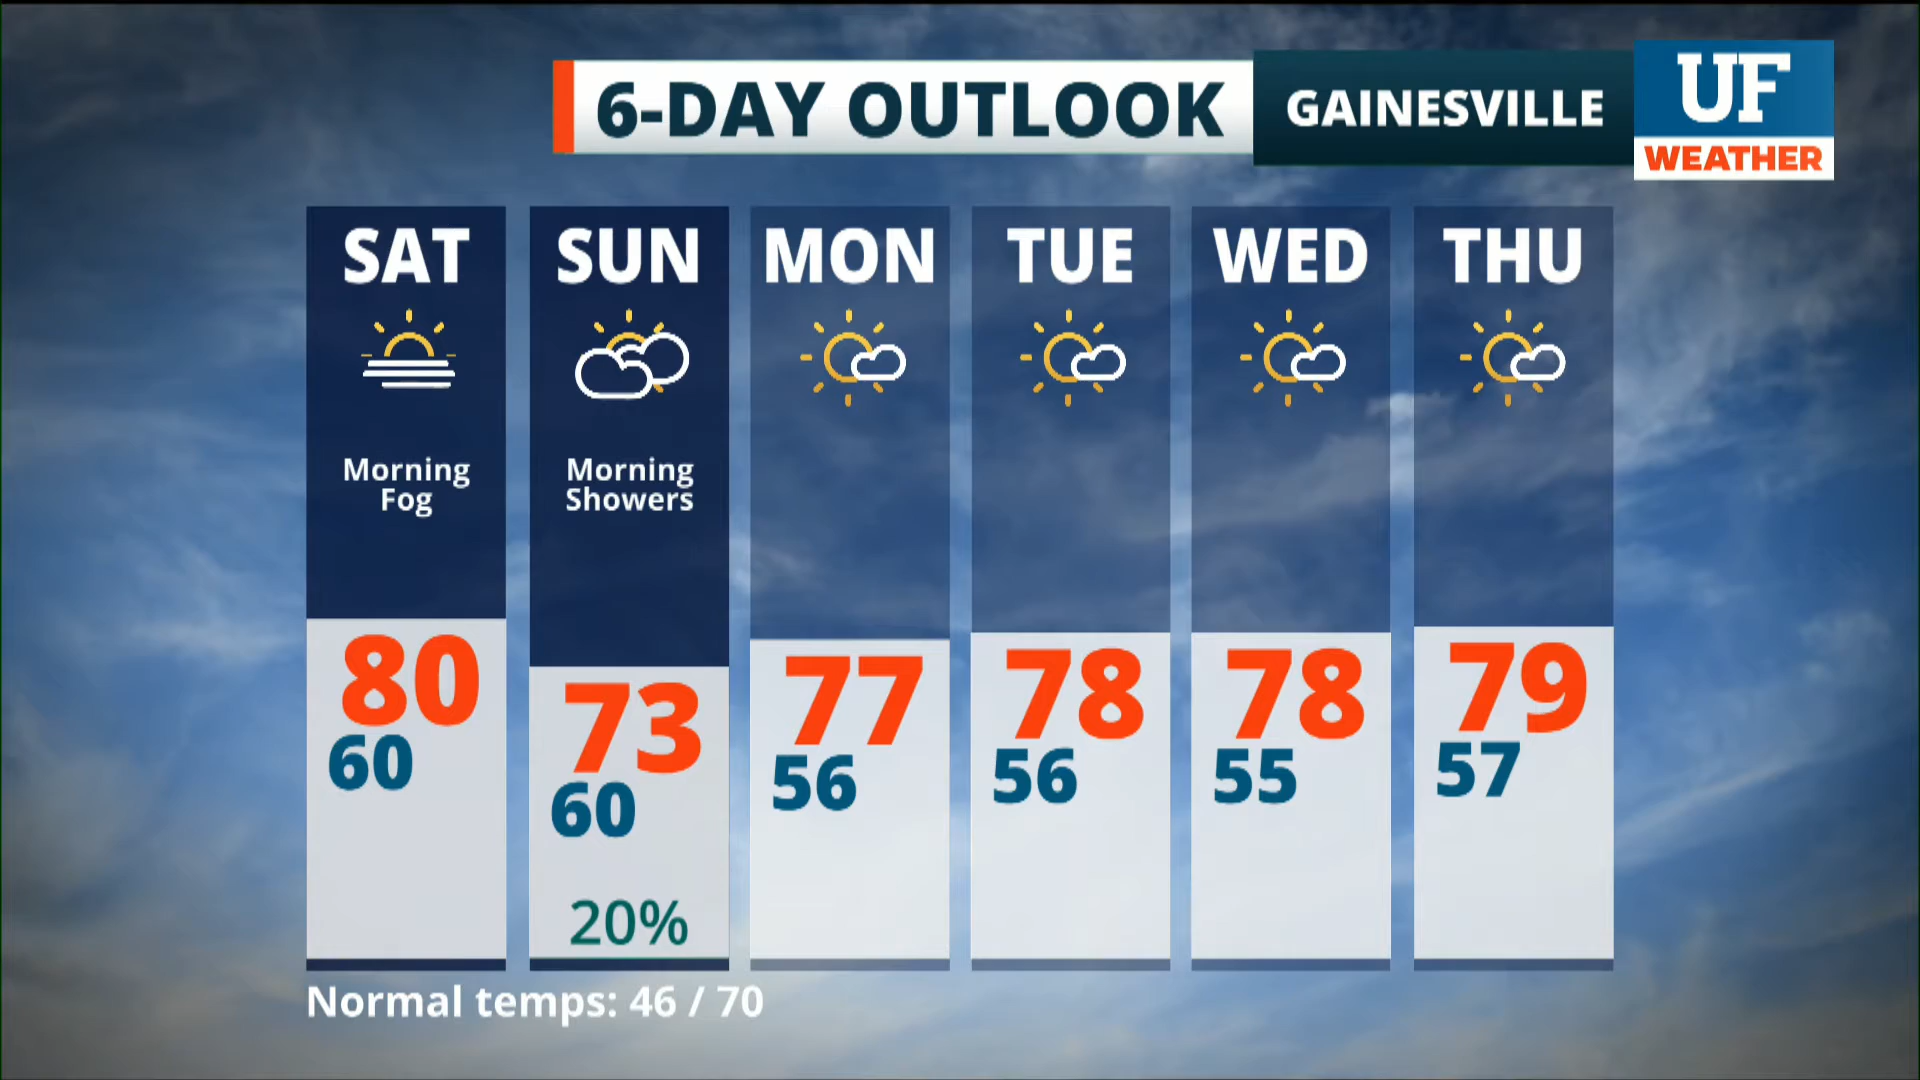 6-DAY OUTLOOK
GAINESVILLE
UF
WEATHER
SAT
Morning
Fog
80
60
SUN
Morning
Showers
73
60
20%
MON
77
56
TUE
78
56
WED
78
55
THU
79
57
Normal temps: 46 / 70